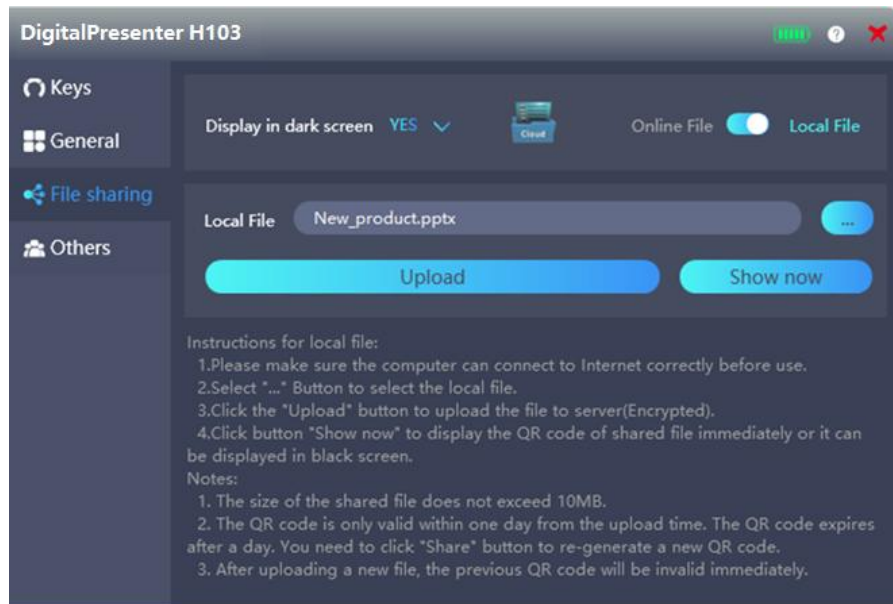 DigitalPresenter H103
Keys
General
File sharing
Others
Display in dark screen YES
Cloud
Online File Local File
Local File New_product.pptx ...
Upload Show now
Instructions for local file:
1.Please make sure the computer can connect to Internet correctly before use.
2.Select "..." Button to select the local file.
3.Click the "Upload" button to upload the file to server(Encrypted).
4.Click button "Show now" to display the QR code of shared file immediately or it can
be displayed in black screen.
Notes:
1. The size of the shared file does not exceed 10MB.
2. The QR code is only valid within one day from the upload time. The QR code expires
after a day. You need to click "Share" button to re-generate a new QR code.
3. After uploading a new file, the previous QR code will be invalid immediately.